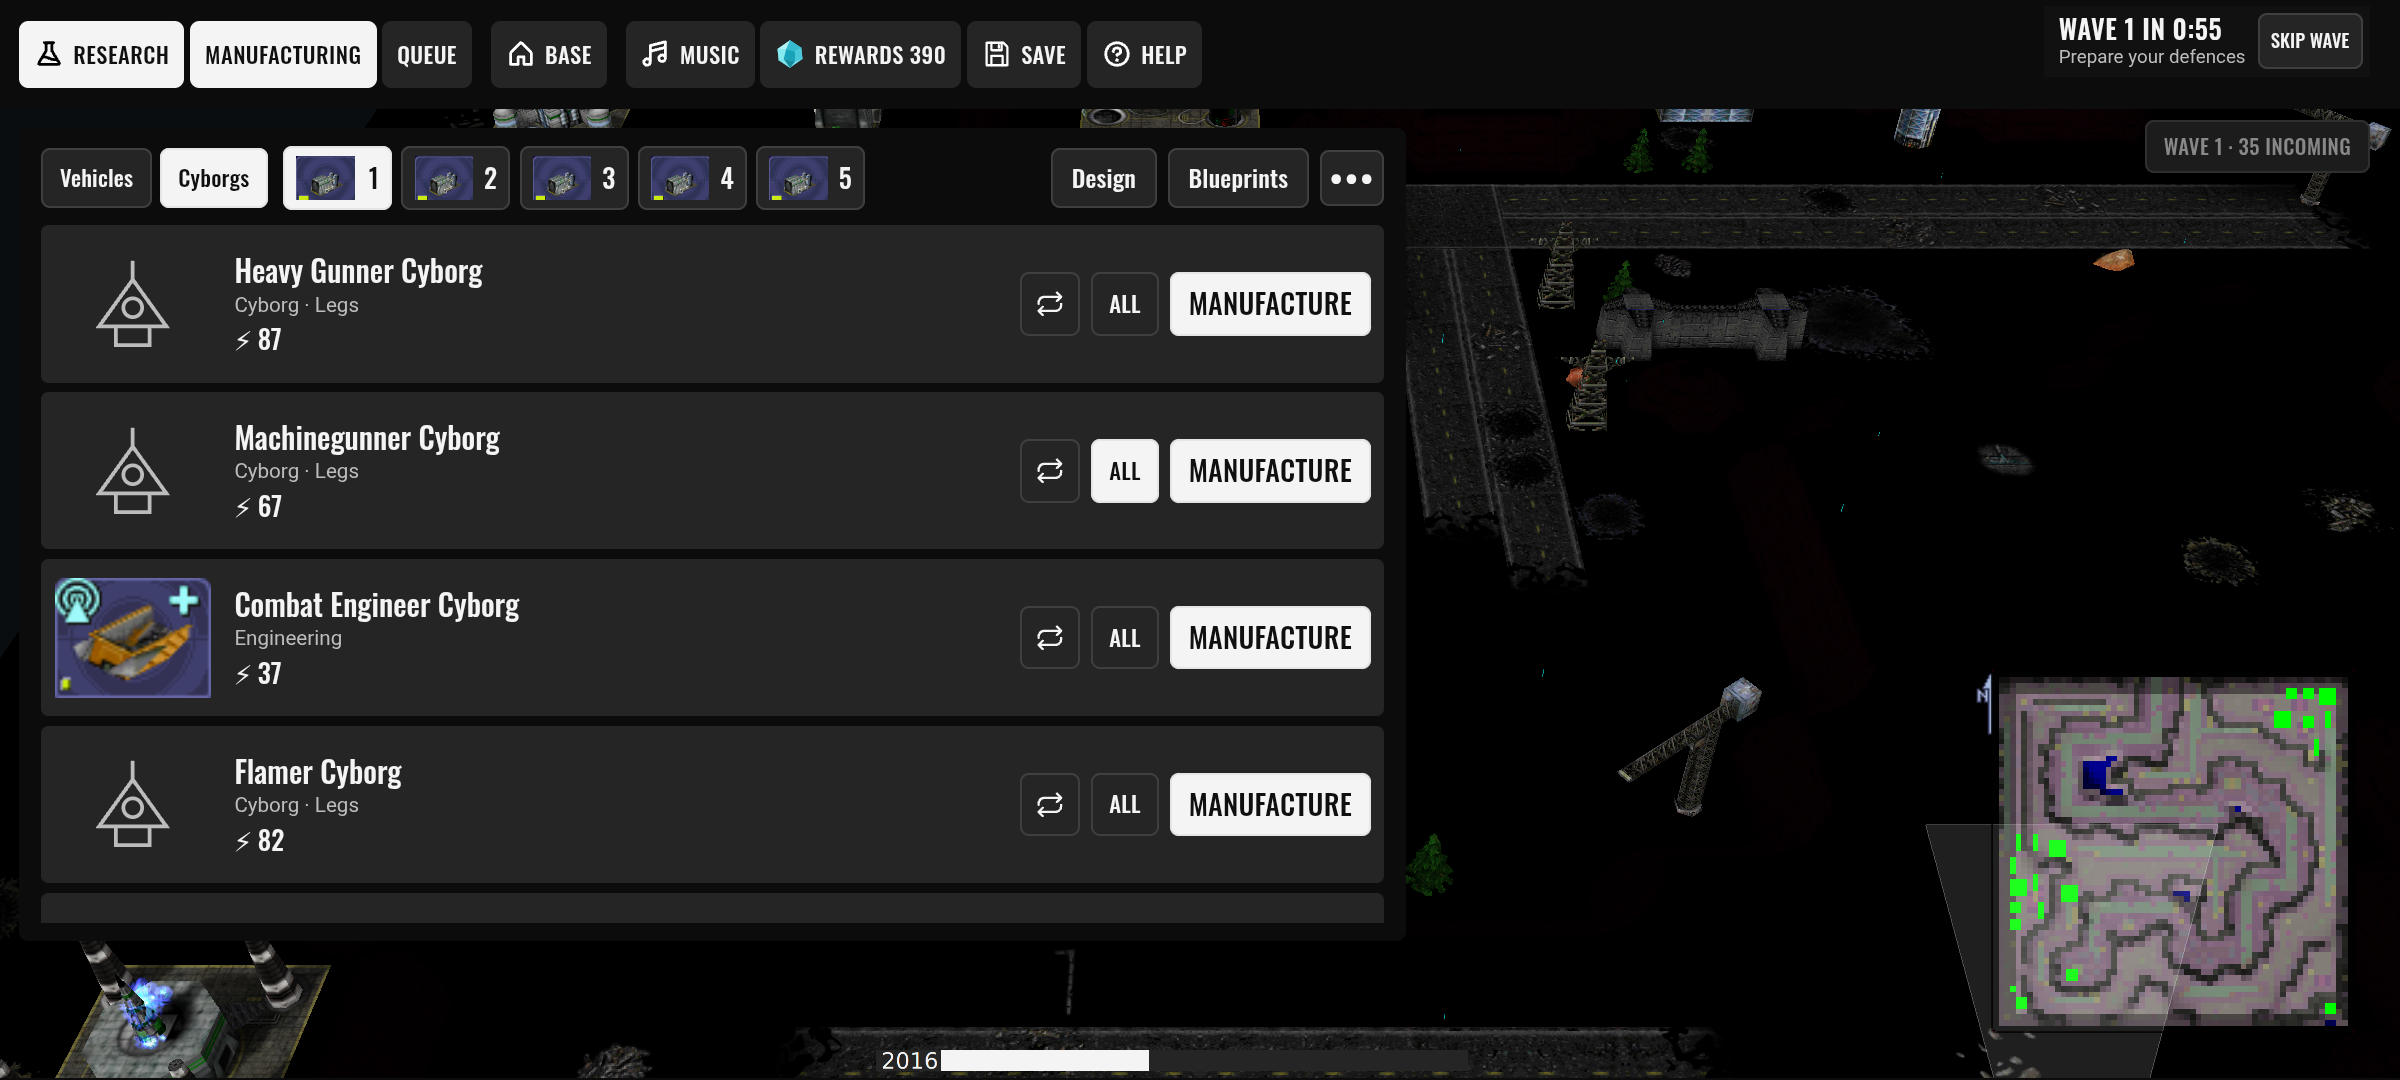 RESEARCH
MANUFACTURING
QUEUE
BASE
MUSIC
REWARDS 390
SAVE
HELP
WAVE 1 IN 0:55
Prepare your defences
SKIP WAVE
WAVE 1 · 35 INCOMING
Vehicles
Cyborgs
1
2
3
4
5
Design
Blueprints
Heavy Gunner Cyborg
Cyborg · Legs
87
ALL
MANUFACTURE
Machinegunner Cyborg
Cyborg · Legs
67
ALL
MANUFACTURE
Combat Engineer Cyborg
Engineering
37
ALL
MANUFACTURE
Flamer Cyborg
Cyborg · Legs
82
ALL
MANUFACTURE
N
2016